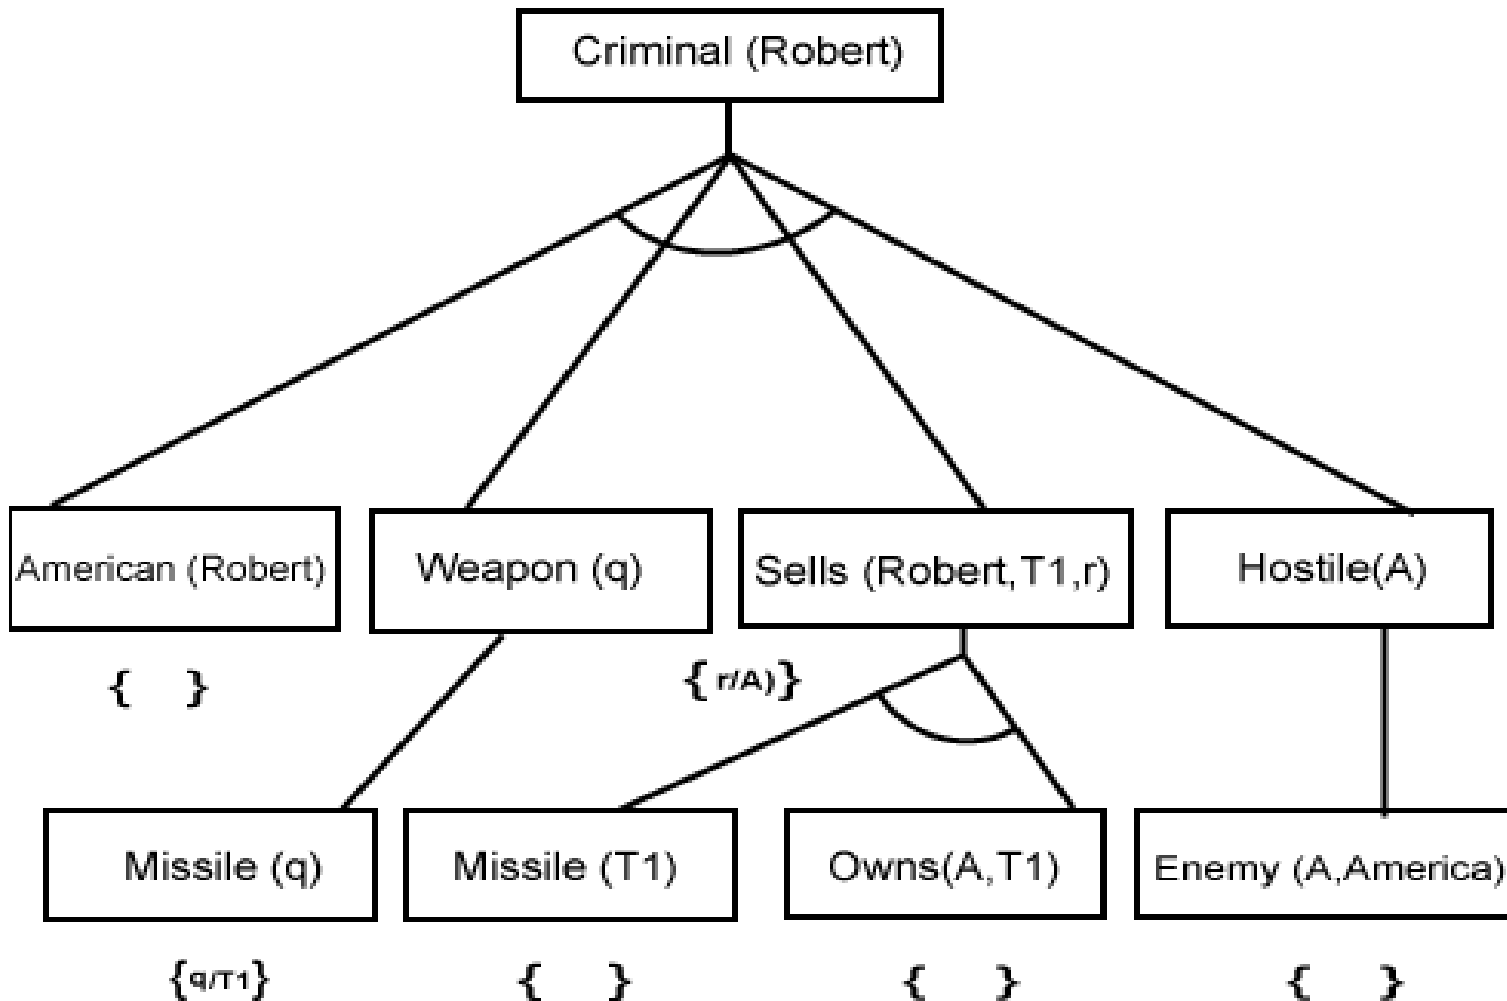 Criminal (Robert)
American (Robert)
Weapon (q)
Sells (Robert,T1,r)
Hostile(A)
{ }
{ r/A)}
Missile (q)
Missile (T1)
Owns(A,T1)
Enemy (A,America)
{q/T1}
{ }
{ }
{ }